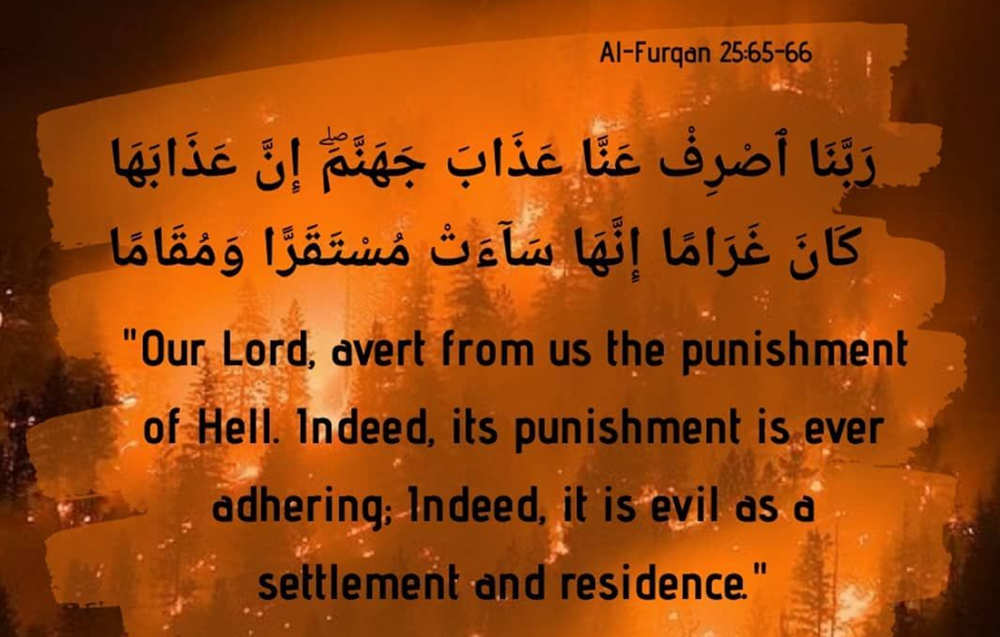 Al-Furqan 25:65-66
رَبَّنَا ٱصْرِفْ عَنَّا عَذَابَ جَهَنَّمَ ۖ إِنَّ عَذَابَهَا
كَانَ غَرَامًا إِنَّهَا سَآءَتْ مُسْتَقَرًّا وَمُقَامًا
"Our Lord, avert from us the punishment
of Hell. Indeed, its punishment is ever
adhering; Indeed, it is evil as a
settlement and residence."